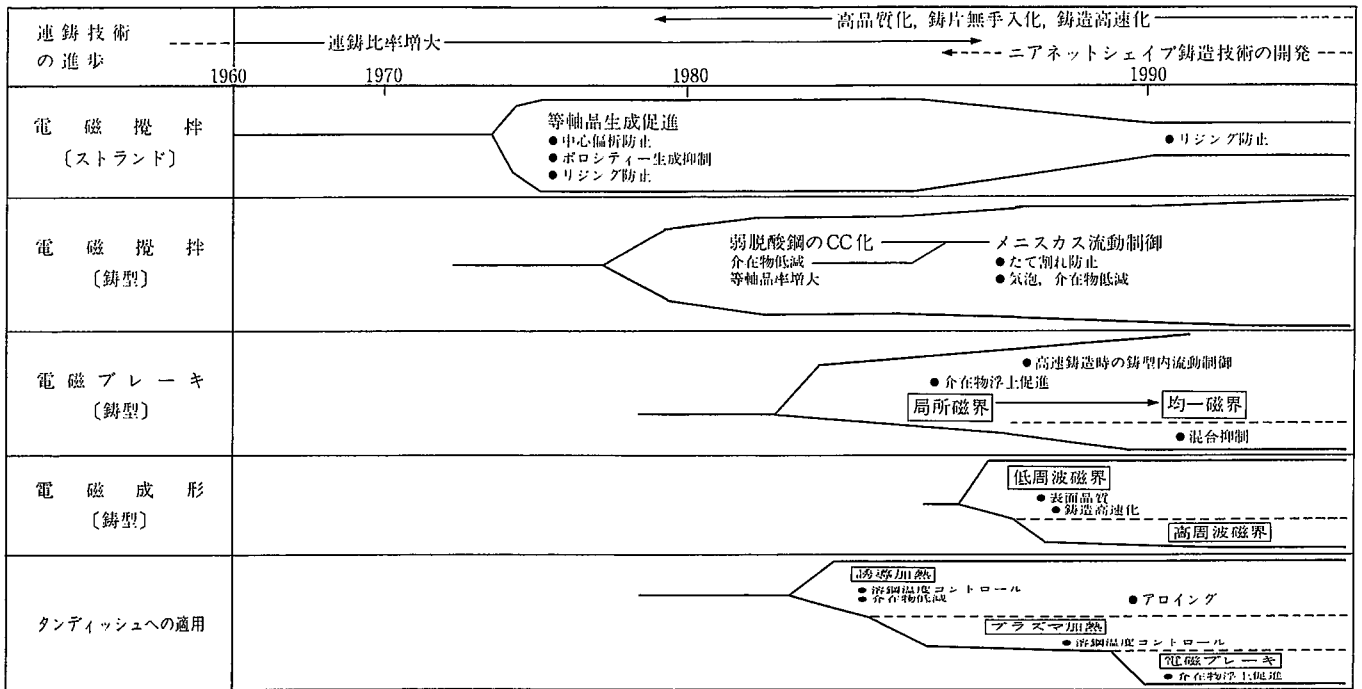 連鋳技術
の進歩
高品質化, 鋳片無手入化, 鋳造高速化
連鋳比率増大
ニアネットシェイプ鋳造技術の開発
1960
1970
1980
1990
電磁攪拌
〔ストランド〕
等軸晶生成促進
●中心偏析防止
●ポロシティー生成抑制
●リジング防止
●リジング防止
電磁攪拌
〔鋳型〕
弱脱酸鋼のCC化
介在物低減
等軸晶率増大
メニスカス流動制御
●たて割れ防止
●気泡, 介在物低減
電磁ブレーキ
〔鋳型〕
●高速鋳造時の鋳型内流動制御
●介在物浮上促進
局所磁界
均一磁界
●混合抑制
電磁成形
〔鋳型〕
低周波磁界
●表面品質
●鋳造高速化
高周波磁界
タンディッシュへの適用
誘導加熱
●溶鋼温度コントロール
●介在物低減
●アロイング
プラズマ加熱
●溶鋼温度コントロール
電磁ブレーキ
●介在物浮上促進